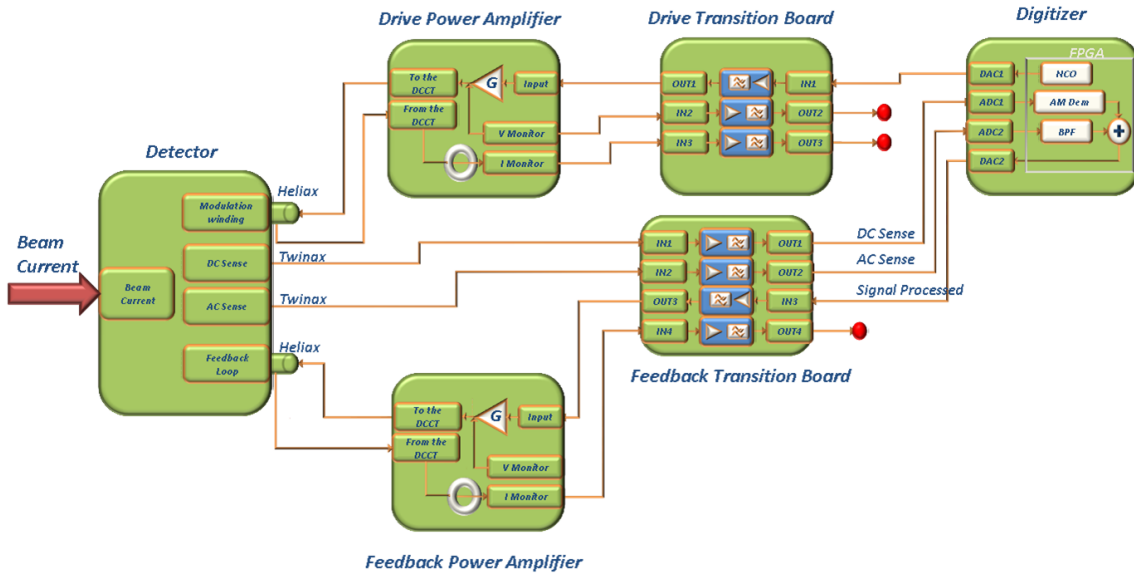 Drive Power Amplifier
Drive Transition Board
Digitizer
FPGA
To the
DCCT
G
Input
From the
DCCT
V Monitor
I Monitor
OUT1
IN1
IN2
OUT2
IN3
OUT3
DAC1
NCO
ADC1
AM Dem
ADC2
BPF
+
DAC2
Detector
Heliax
Modulation
winding
Beam
Current
DC Sense
Twinax
Beam
Current
AC Sense
Twinax
Heliax
Feedback
Loop
IN1
OUT1
DC Sense
IN2
OUT2
AC Sense
OUT3
IN3
Signal Processed
IN4
OUT4
Feedback Transition Board
To the
DCCT
G
Input
From the
DCCT
V Monitor
I Monitor
Feedback Power Amplifier